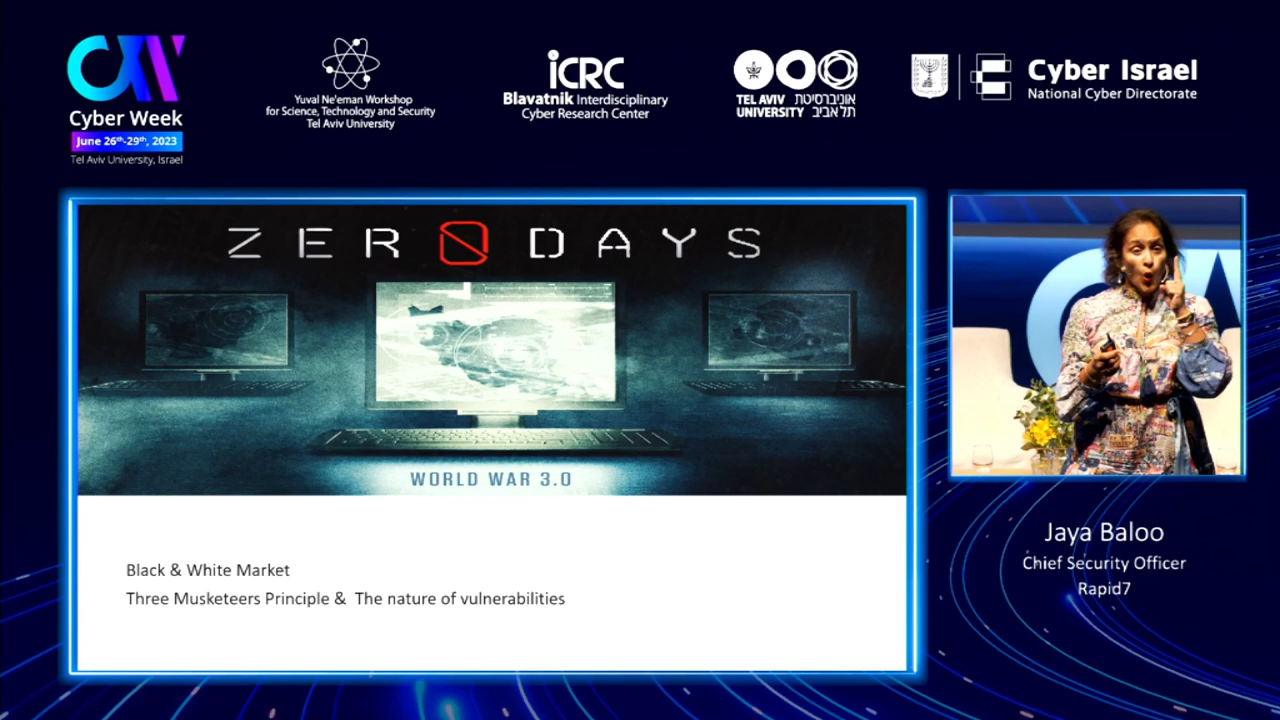 Cyber Week
June 26th-29th, 2023
Tel Aviv University, Israel
Yuval Ne'eman Workshop
for Science, Technology and Security
Tel Aviv University
iCRC
Blavatnik Interdisciplinary
Cyber Research Center
TEL AVIV אוניברסיטת
UNIVERSITY תל אביב
Cyber Israel
National Cyber Directorate
ZER0 DAYS
WORLD WAR 3.0
Black & White Market
Three Musketeers Principle & The nature of vulnerabilities
Jaya Baloo
Chief Security Officer
Rapid7